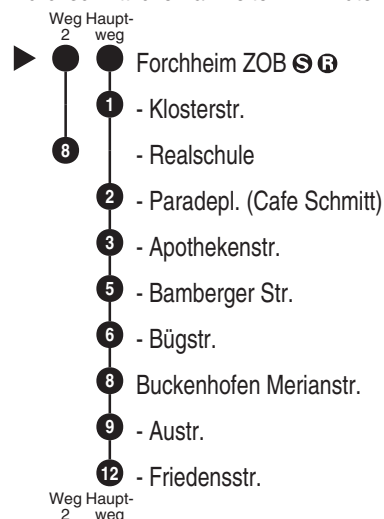 Weg Haupt-
2 weg
Forchheim ZOB S R
1 - Klosterstr.
8 - Realschule
2 - Paradepl. (Cafe Schmitt)
3 - Apothekenstr.
5 - Bamberger Str.
6 - Bügstr.
8 Buckenhofen Merianstr.
9 - Austr.
12 - Friedensstr.
Weg Haupt-
2 weg